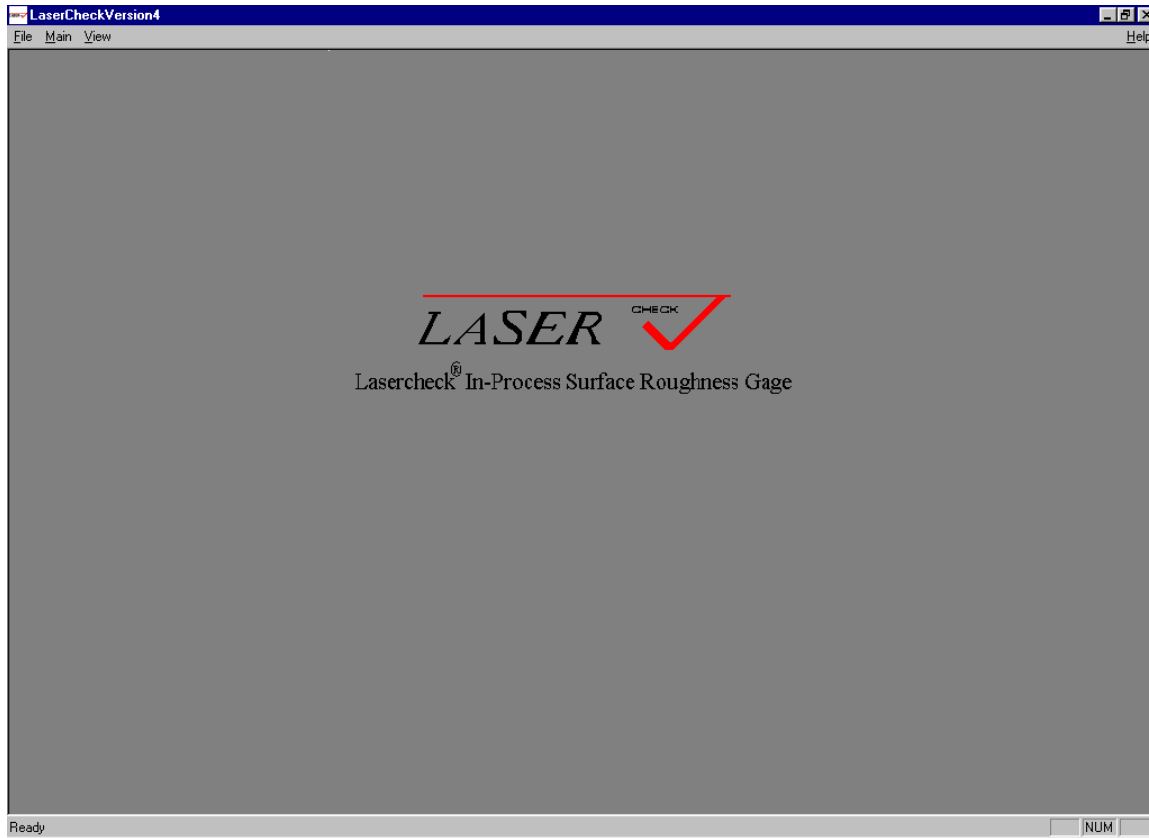 LaserCheckVersion4
File Main View Help
CHECK
LASER
Lasercheck® In-Process Surface Roughness Gage
Ready NUM